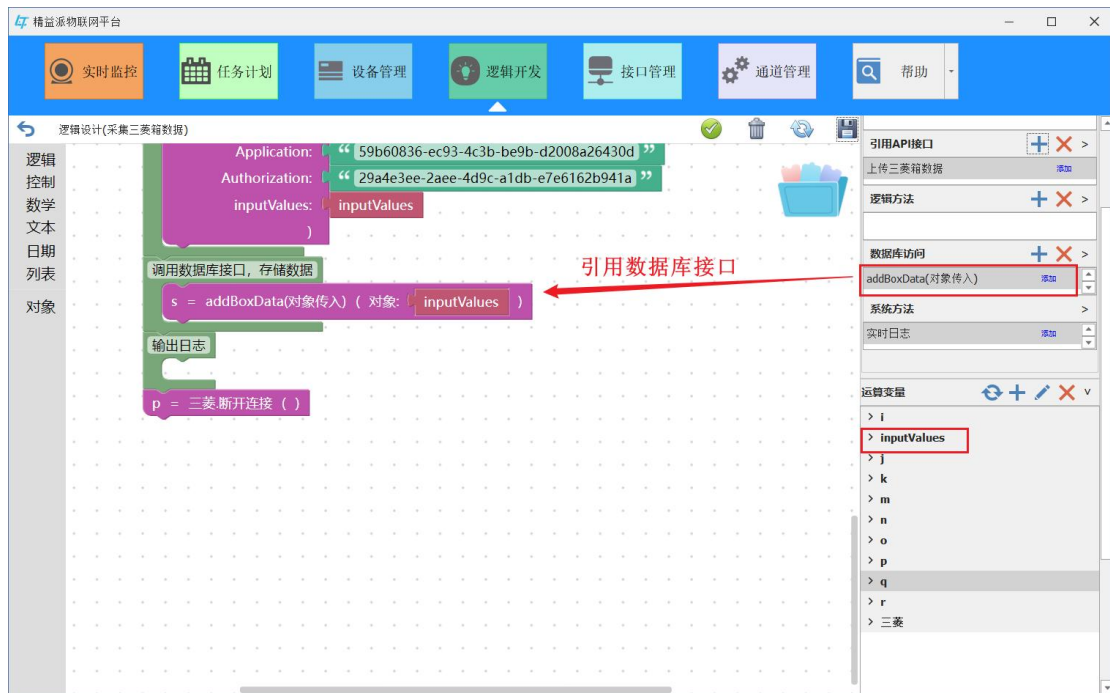 精益派物联网平台
实时监控
任务计划
设备管理
逻辑开发
接口管理
通道管理
帮助
逻辑设计(采集三菱箱数据)
逻辑
控制
数学
文本
日期
列表
对象
Application: “ 59b60836-ec93-4c3b-be9b-d2008a26430d ”
Authorization: “ 29a4e3ee-2aee-4d9c-a1db-e7e6162b941a ”
inputValues: inputValues
)
调用数据库接口，存储数据
s = addBoxData(对象传入) ( 对象: inputValues )
输出日志
p = 三菱.断开连接 ( )
引用数据库接口
引用API接口
上传三菱箱数据 添加
逻辑方法
数据库访问
addBoxData(对象传入) 添加
系统方法
实时日志 添加
运算变量
> i
> inputValues
> j
> k
> m
> n
> o
> p
> q
> r
> 三菱